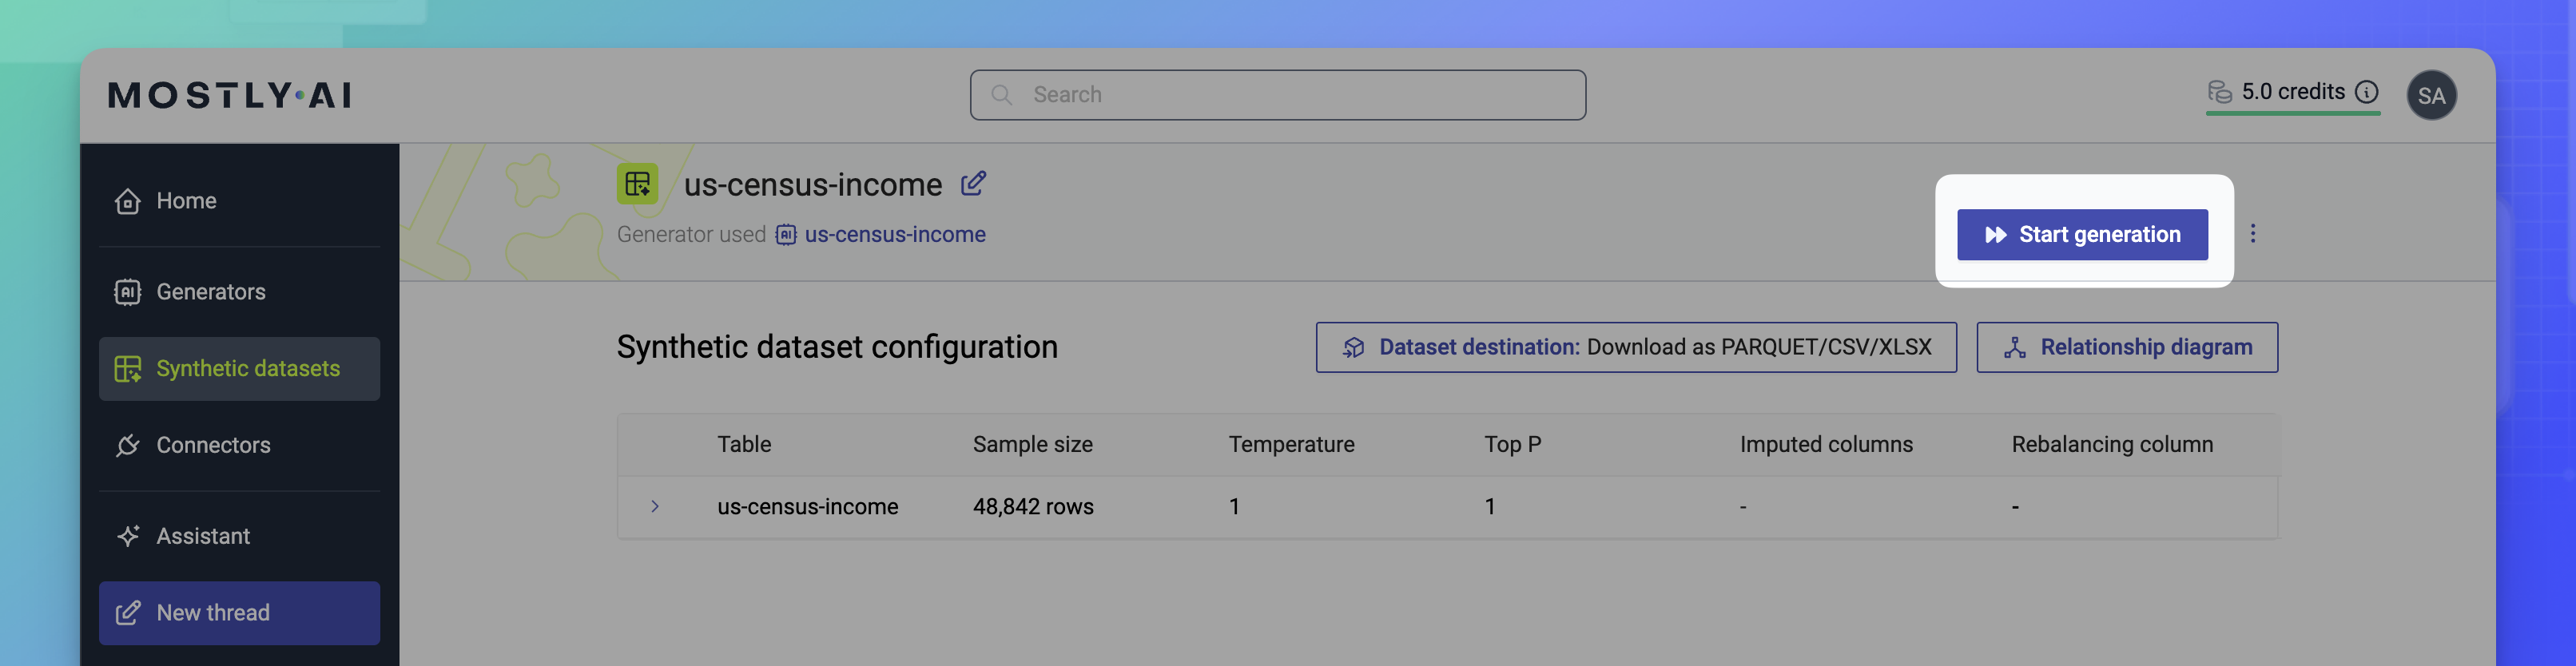 MOSTLY·AI
Search
5.0 credits
SA
Home
Generators
Synthetic datasets
Connectors
Assistant
New thread
us-census-income
Generator used us-census-income
Start generation
Synthetic dataset configuration
Dataset destination: Download as PARQUET/CSV/XLSX
Relationship diagram
Table Sample size Temperature Top P Imputed columns Rebalancing column
us-census-income 48,842 rows 1 1 - -